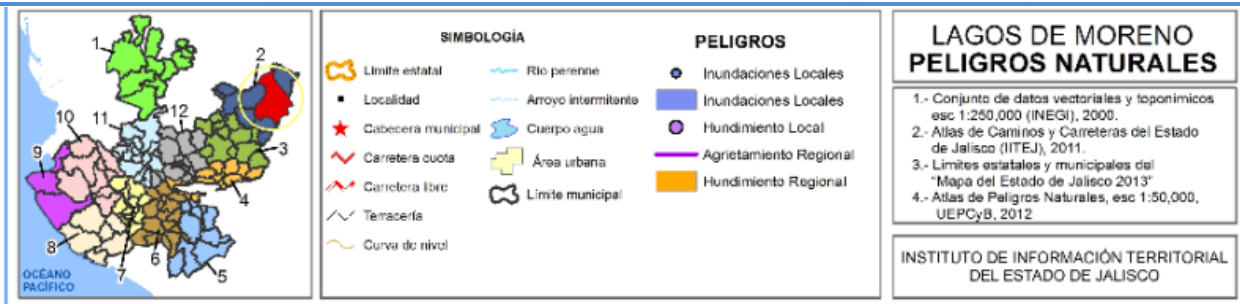 1
2
3
4
5
6
7
8
9
10
11
12
OCÉANO
PACÍFICO
SIMBOLOGÍA
Límite estatal
Localidad
Cabecera municipal
Carretera cuota
Carretera libre
Terracería
Curva de nivel
Río perenne
Arroyo intermitente
Cuerpo agua
Área urbana
Límite municipal
PELIGROS
Inundaciones Locales
Inundaciones Locales
Hundimiento Local
Agrietamiento Regional
Hundimiento Regional
LAGOS DE MORENO
PELIGROS NATURALES
1.- Conjunto de datos vectoriales y toponimicos
esc 1:250,000 (INEGI), 2000.
2.- Atlas de Caminos y Carreteras del Estado
de Jalisco (IITEJ), 2011.
3.- Limites estatales y municipales del
"Mapa del Estado de Jalisco 2013"
4.- Atlas de Peligros Naturales, esc 1:50,000,
UEPCyB, 2012
INSTITUTO DE INFORMACIÓN TERRITORIAL
DEL ESTADO DE JALISCO